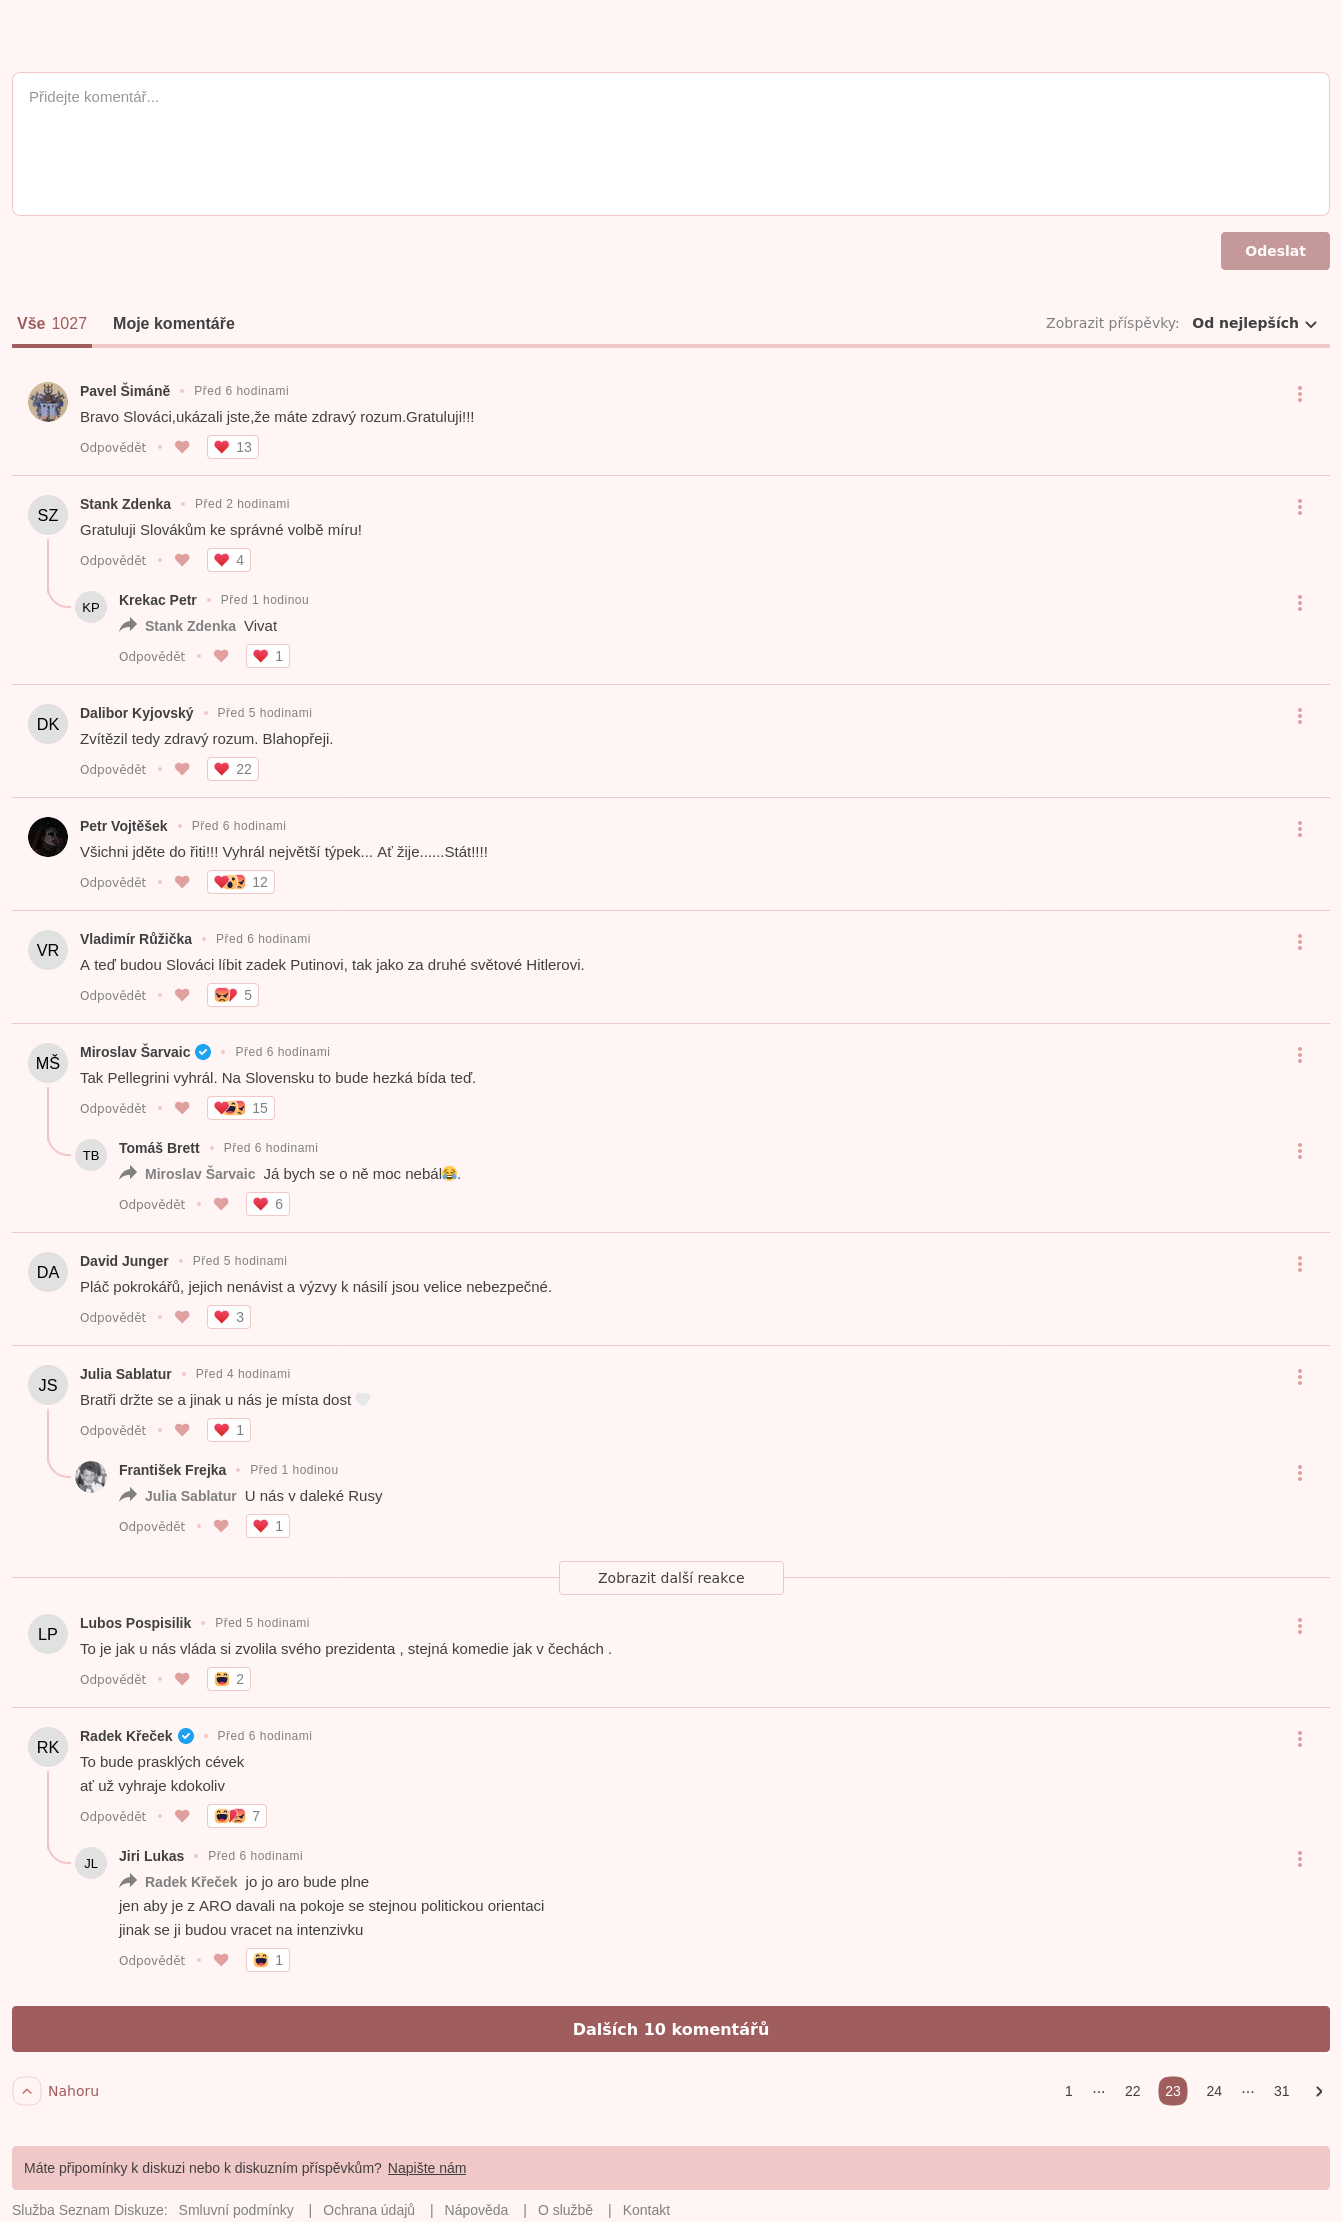 Přidejte komentář...
Odeslat
Vše 1027 Moje komentáře Zobrazit příspěvky: Od nejlepších
Pavel Šimáně • Před 6 hodinami
Bravo Slováci,ukázali jste,že máte zdravý rozum.Gratuluji!!!
Odpovědět • 13
SZ
Stank Zdenka • Před 2 hodinami
Gratuluji Slovákům ke správné volbě míru!
Odpovědět • 4
KP
Krekac Petr • Před 1 hodinou
Stank Zdenka Vivat
Odpovědět • 1
DK
Dalibor Kyjovský • Před 5 hodinami
Zvítězil tedy zdravý rozum. Blahopřeji.
Odpovědět • 22
Petr Vojtěšek • Před 6 hodinami
Všichni jděte do řiti!!! Vyhrál největší týpek... Ať žije......Stát!!!!
Odpovědět • 12
VR
Vladimír Růžička • Před 6 hodinami
A teď budou Slováci líbit zadek Putinovi, tak jako za druhé světové Hitlerovi.
Odpovědět • 5
MŠ
Miroslav Šarvaic • Před 6 hodinami
Tak Pellegrini vyhrál. Na Slovensku to bude hezká bída teď.
Odpovědět • 15
TB
Tomáš Brett • Před 6 hodinami
Miroslav Šarvaic Já bych se o ně moc nebál😂.
Odpovědět • 6
DA
David Junger • Před 5 hodinami
Pláč pokrokářů, jejich nenávist a výzvy k násilí jsou velice nebezpečné.
Odpovědět • 3
JS
Julia Sablatur • Před 4 hodinami
Bratři držte se a jinak u nás je místa dost 🤍
Odpovědět • 1
František Frejka • Před 1 hodinou
Julia Sablatur U nás v daleké Rusy
Odpovědět • 1
Zobrazit další reakce
LP
Lubos Pospisilik • Před 5 hodinami
To je jak u nás vláda si zvolila svého prezidenta , stejná komedie jak v čechách .
Odpovědět • 2
RK
Radek Křeček • Před 6 hodinami
To bude prasklých cévek
ať už vyhraje kdokoliv
Odpovědět • 7
JL
Jiri Lukas • Před 6 hodinami
Radek Křeček jo jo aro bude plne
jen aby je z ARO davali na pokoje se stejnou politickou orientaci
jinak se ji budou vracet na intenzivku
Odpovědět • 1
Dalších 10 komentářů
Nahoru 1 ··· 22 23 24 ··· 31
Máte připomínky k diskuzi nebo k diskuzním příspěvkům? Napište nám
Služba Seznam Diskuze: Smluvní podmínky | Ochrana údajů | Nápověda | O službě | Kontakt